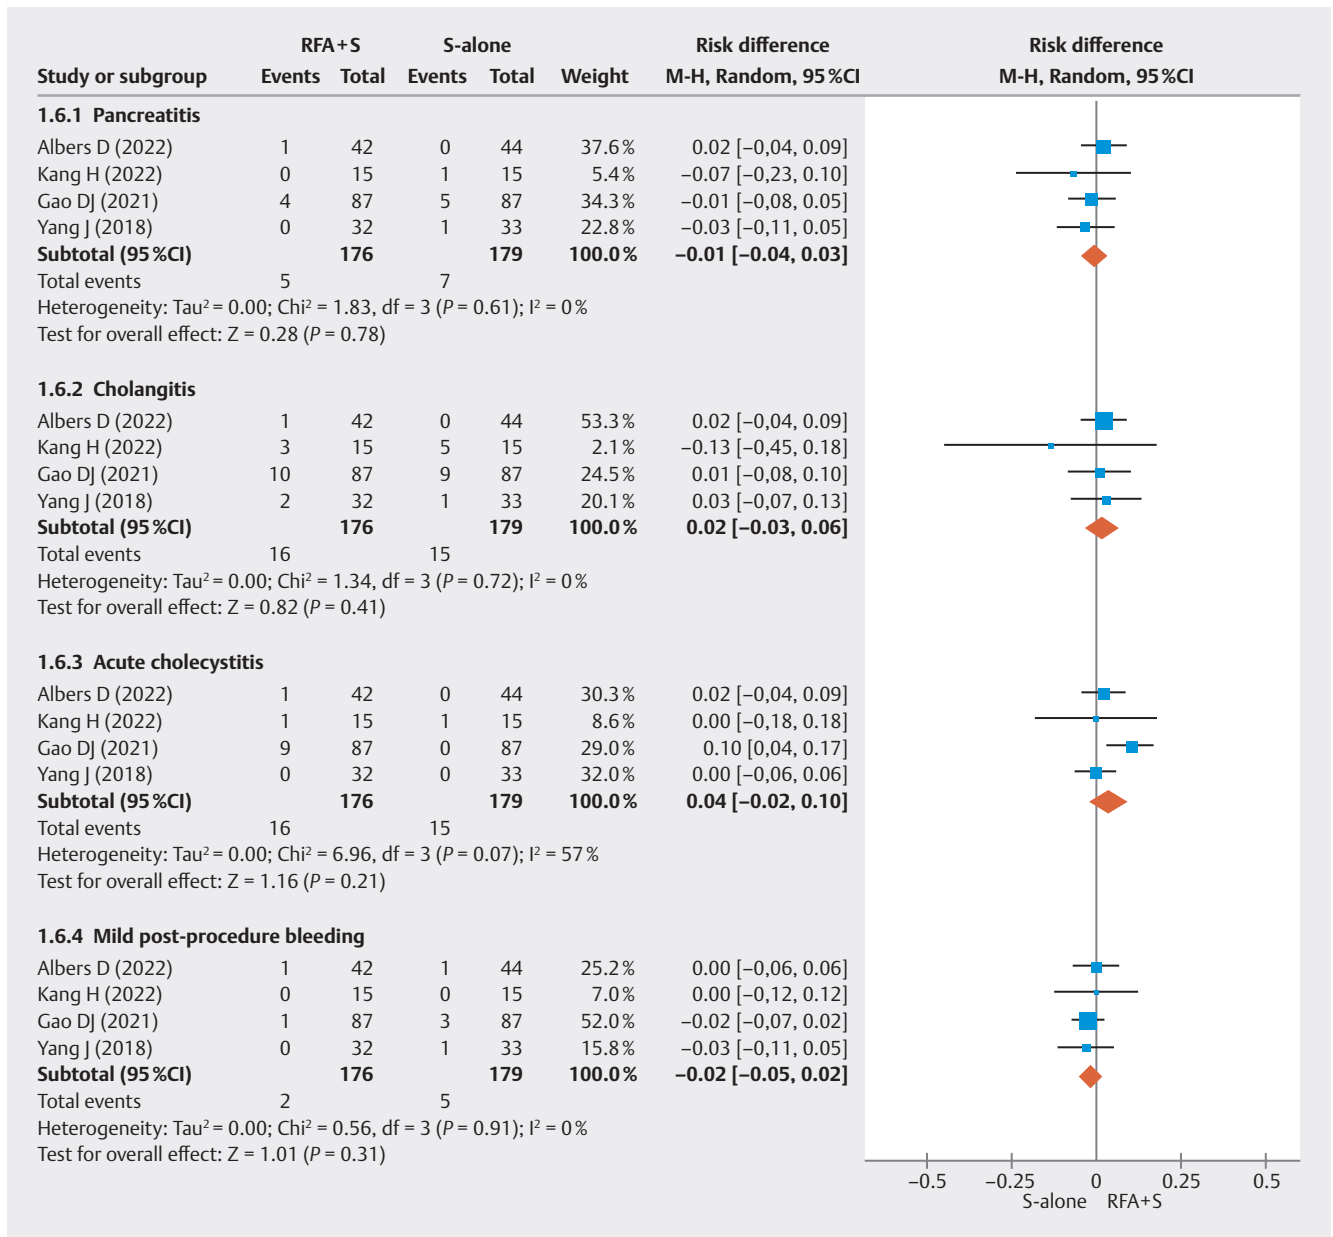 RFA+S S-alone Risk difference Risk difference
Study or subgroup Events Total Events Total Weight M-H, Random, 95%CI M-H, Random, 95%CI
1.6.1 Pancreatitis
Albers D (2022) 1 42 0 44 37.6% 0.02 [–0,04, 0.09]
Kang H (2022) 0 15 1 15 5.4% –0.07 [–0,23, 0.10]
Gao DJ (2021) 4 87 5 87 34.3% –0.01 [–0,08, 0.05]
Yang J (2018) 0 32 1 33 22.8% –0.03 [–0,11, 0.05]
Subtotal (95%CI) 176 179 100.0% –0.01 [–0.04, 0.03]
Total events 5 7
Heterogeneity: Tau² = 0.00; Chi² = 1.83, df = 3 (P = 0.61); I² = 0%
Test for overall effect: Z = 0.28 (P = 0.78)
1.6.2 Cholangitis
Albers D (2022) 1 42 0 44 53.3% 0.02 [–0,04, 0.09]
Kang H (2022) 3 15 5 15 2.1% –0.13 [–0,45, 0.18]
Gao DJ (2021) 10 87 9 87 24.5% 0.01 [–0,08, 0.10]
Yang J (2018) 2 32 1 33 20.1% 0.03 [–0,07, 0.13]
Subtotal (95%CI) 176 179 100.0% 0.02 [–0.03, 0.06]
Total events 16 15
Heterogeneity: Tau² = 0.00; Chi² = 1.34, df = 3 (P = 0.72); I² = 0%
Test for overall effect: Z = 0.82 (P = 0.41)
1.6.3 Acute cholecystitis
Albers D (2022) 1 42 0 44 30.3% 0.02 [–0,04, 0.09]
Kang H (2022) 1 15 1 15 8.6% 0.00 [–0,18, 0.18]
Gao DJ (2021) 9 87 0 87 29.0% 0.10 [0,04, 0.17]
Yang J (2018) 0 32 0 33 32.0% 0.00 [–0,06, 0.06]
Subtotal (95%CI) 176 179 100.0% 0.04 [–0.02, 0.10]
Total events 16 15
Heterogeneity: Tau² = 0.00; Chi² = 6.96, df = 3 (P = 0.07); I² = 57%
Test for overall effect: Z = 1.16 (P = 0.21)
1.6.4 Mild post-procedure bleeding
Albers D (2022) 1 42 1 44 25.2% 0.00 [–0,06, 0.06]
Kang H (2022) 0 15 0 15 7.0% 0.00 [–0,12, 0.12]
Gao DJ (2021) 1 87 3 87 52.0% –0.02 [–0,07, 0.02]
Yang J (2018) 0 32 1 33 15.8% –0.03 [–0,11, 0.05]
Subtotal (95%CI) 176 179 100.0% –0.02 [–0.05, 0.02]
Total events 2 5
Heterogeneity: Tau² = 0.00; Chi² = 0.56, df = 3 (P = 0.91); I² = 0%
Test for overall effect: Z = 1.01 (P = 0.31)
–0.5 –0.25 0 0.25 0.5
S-alone RFA+S